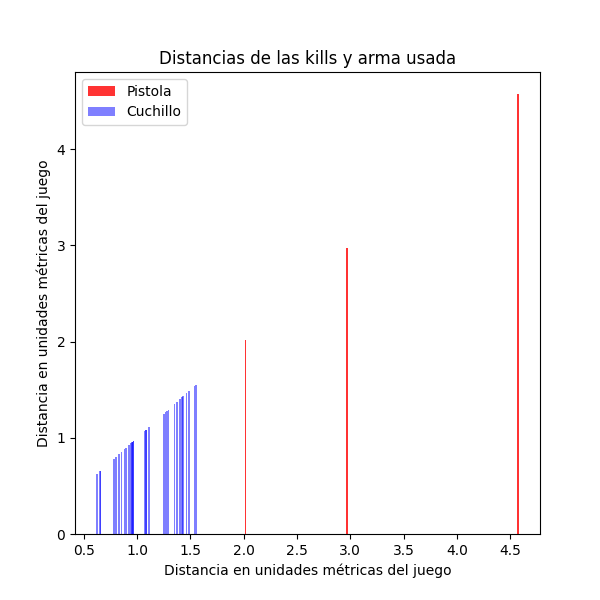 Distancias de las kills y arma usada
Pistola
Cuchillo
Distancia en unidades métricas del juego
4
3
2
1
0
0.5 1.0 1.5 2.0 2.5 3.0 3.5 4.0 4.5
Distancia en unidades métricas del juego